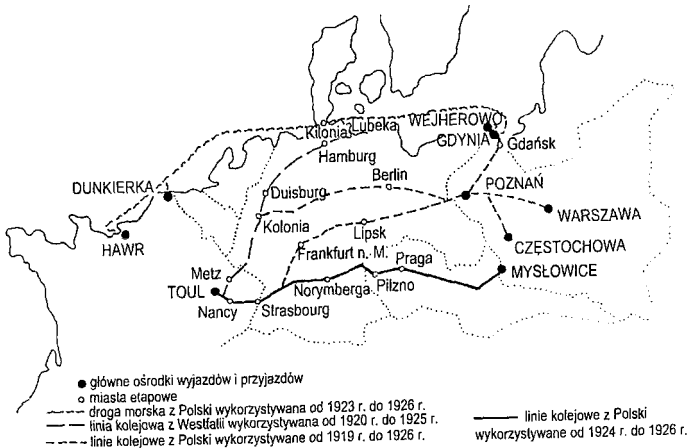 WEJHEROWO
Kilonia Lubeka
GDYNIA
Gdańsk
Hamburg
DUNKIERKA
Duisburg
Berlin
POZNAŃ
WARSZAWA
Kolonia
Lipsk
HAWR
CZĘSTOCHOWA
Frankfurt n. M.
Praga
MYSŁOWICE
Metz
TOUL
Norymberga
Pilzno
Nancy
Strasbourg
główne ośrodki wyjazdów i przyjazdów
miasta etapowe
droga morska z Polski wykorzystywana od 1923 r. do 1926 r.
linia kolejowa z Westfalii wykorzystywana od 1920 r. do 1925 r.
linie kolejowe z Polski wykorzystywane od 1919 r. do 1926 r.
linie kolejowe z Polski
wykorzystywane od 1924 r. do 1926 r.